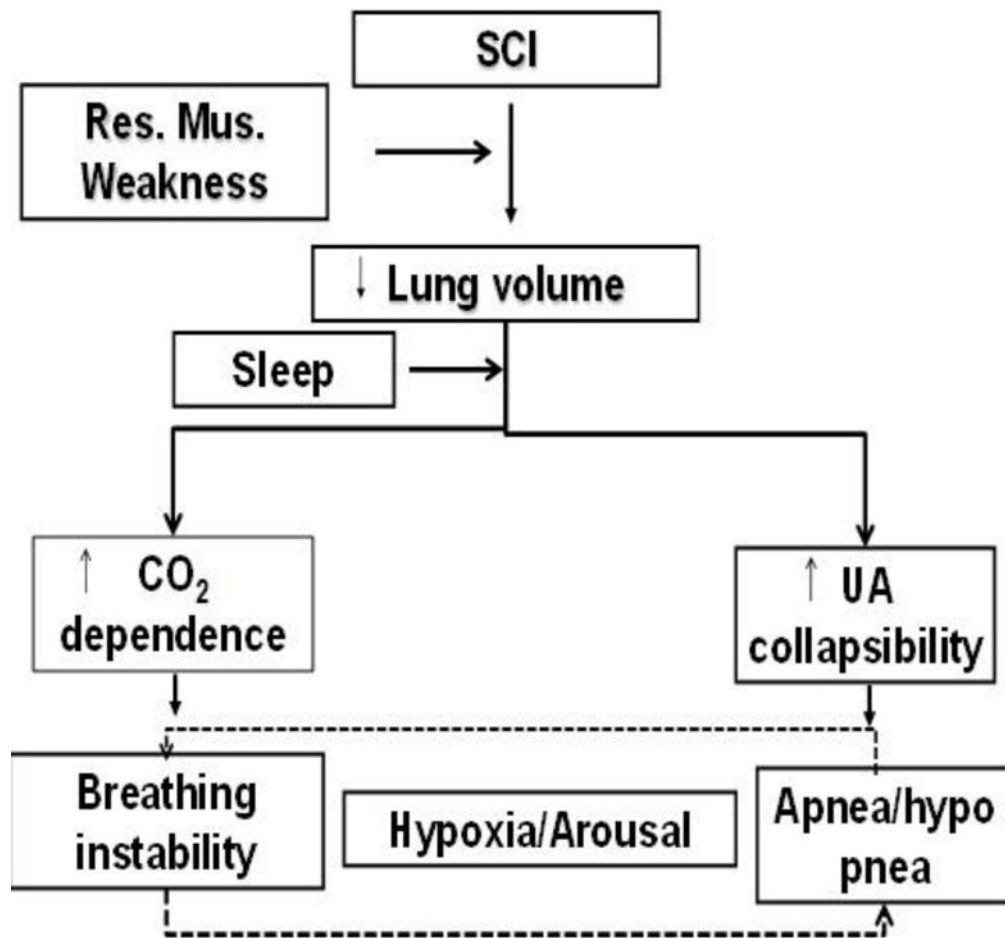 SCI
Res. Mus.
Weakness
↓ Lung volume
Sleep
↑ CO₂
dependence
↑ UA
collapsibility
Breathing
instability
Hypoxia/Arousal
Apnea/hypo
pnea